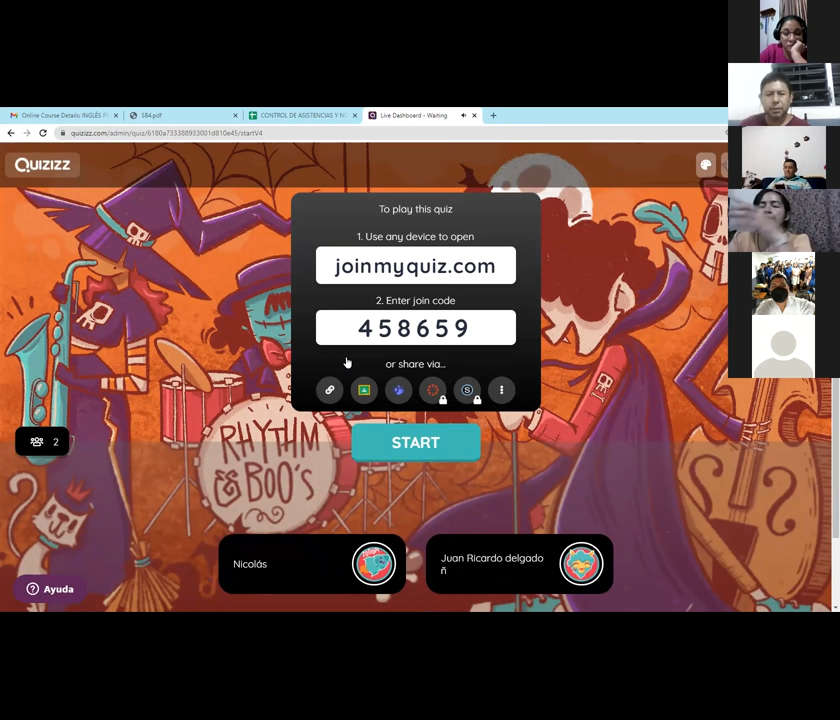 Online Course Details: INGLÉS P
S84.pdf
CONTROL DE ASISTENCIAS Y NO
Live Dashboard - Waiting
quizizz.com/admin/quiz/6180a733388933001d810e45/startV4
QUIZIZZ
To play this quiz
1. Use any device to open
joinmyquiz.com
2. Enter join code
458659
or share via...
START
2
RHYTHM
& BOO'S
Nicolás
Juan Ricardo delgado
ñ
Ayuda